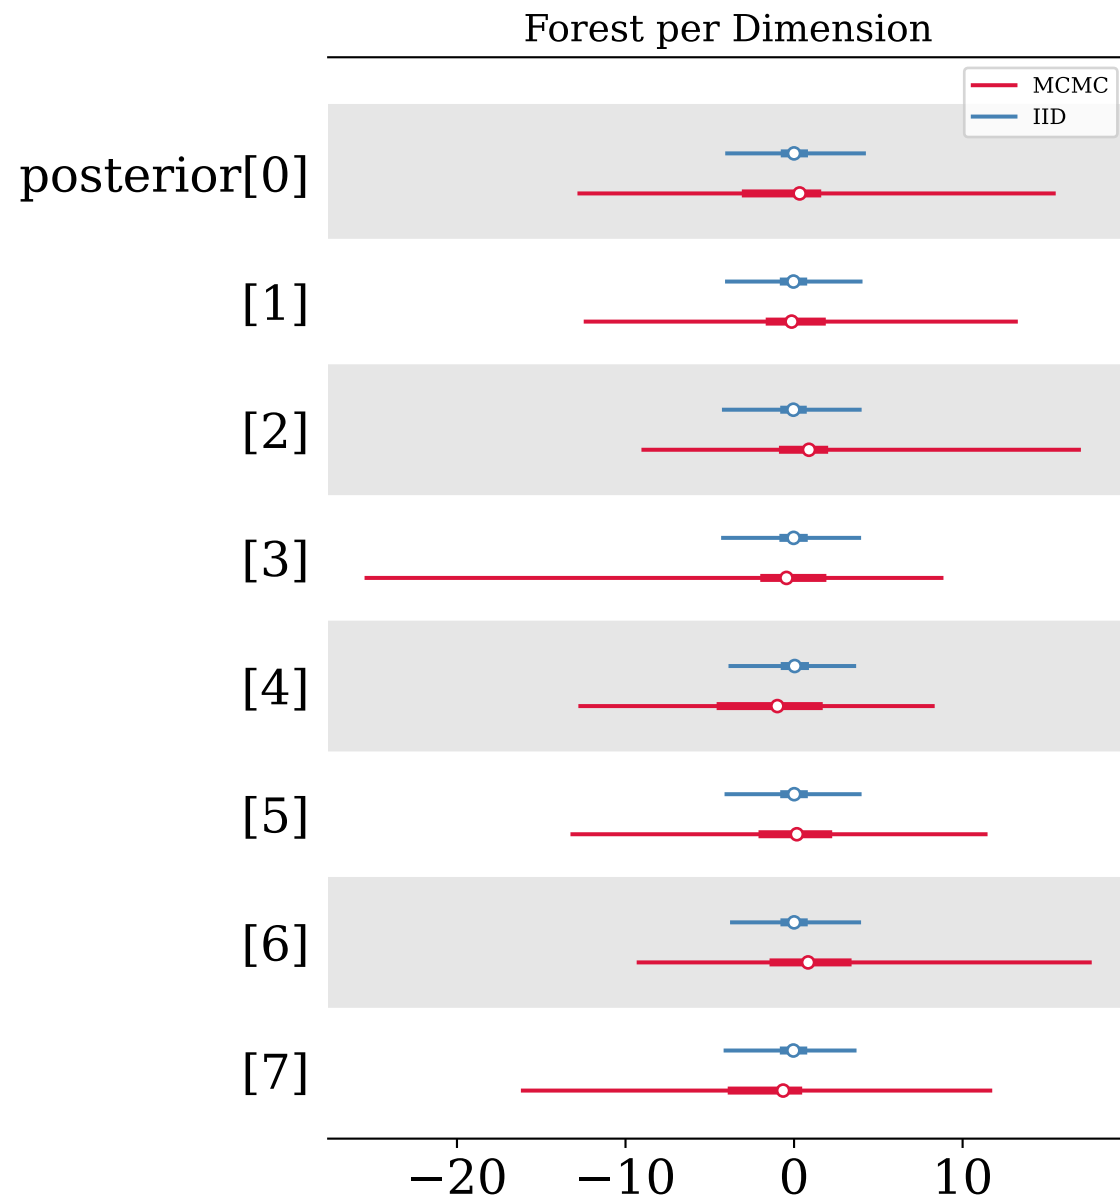 Forest per Dimension
MCMC
IID
posterior[0]
[1]
[2]
[3]
[4]
[5]
[6]
[7]
−20 −10 0 10